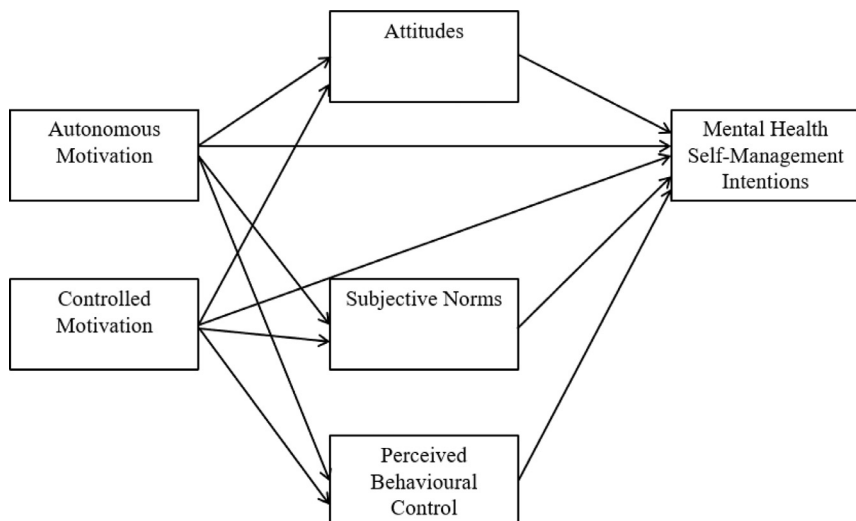 Attitudes
Autonomous
Motivation
Mental Health
Self-Management
Intentions
Controlled
Motivation
Subjective Norms
Perceived
Behavioural
Control